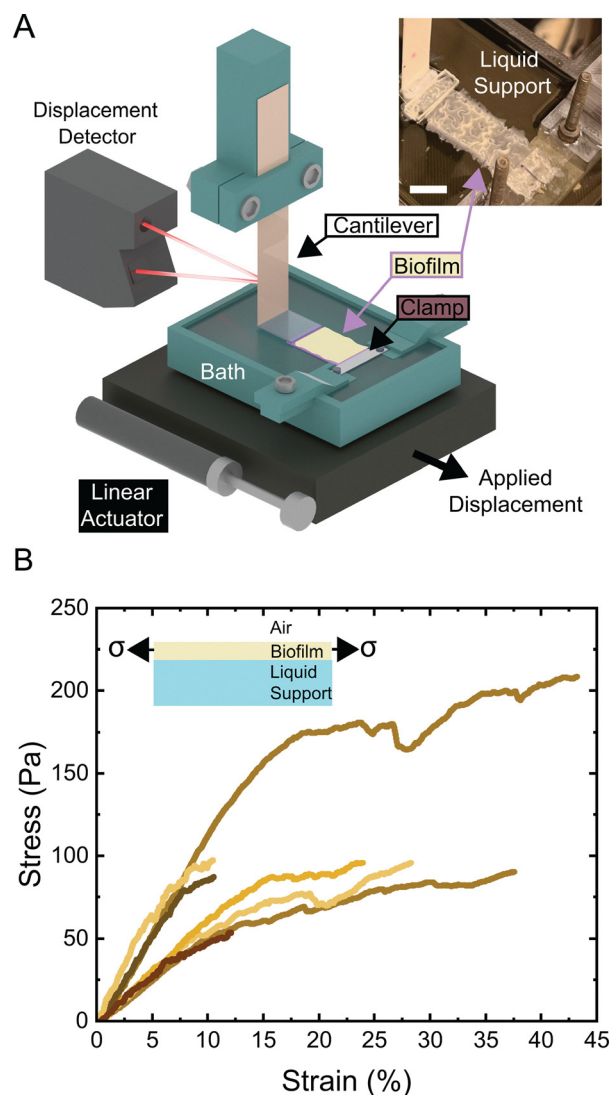 A
Liquid
Support
Displacement
Detector
Cantilever
Biofilm
Clamp
Bath
Linear
Actuator
Applied
Displacement
B
250
200
150
100
50
0
Stress (Pa)
σ
Air
Biofilm
Liquid
Support
σ
0 5 10 15 20 25 30 35 40 45
Strain (%)